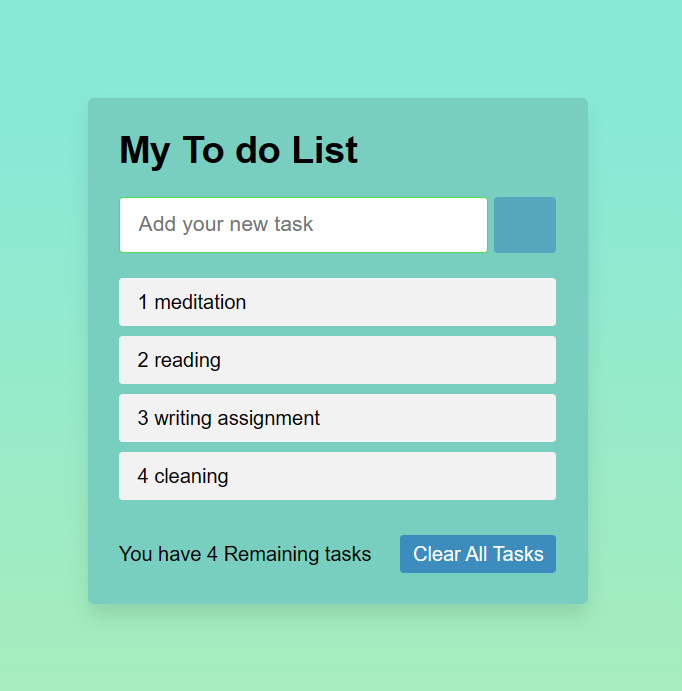 My To do List
Add your new task
1 meditation
2 reading
3 writing assignment
4 cleaning
You have 4 Remaining tasks
Clear All Tasks